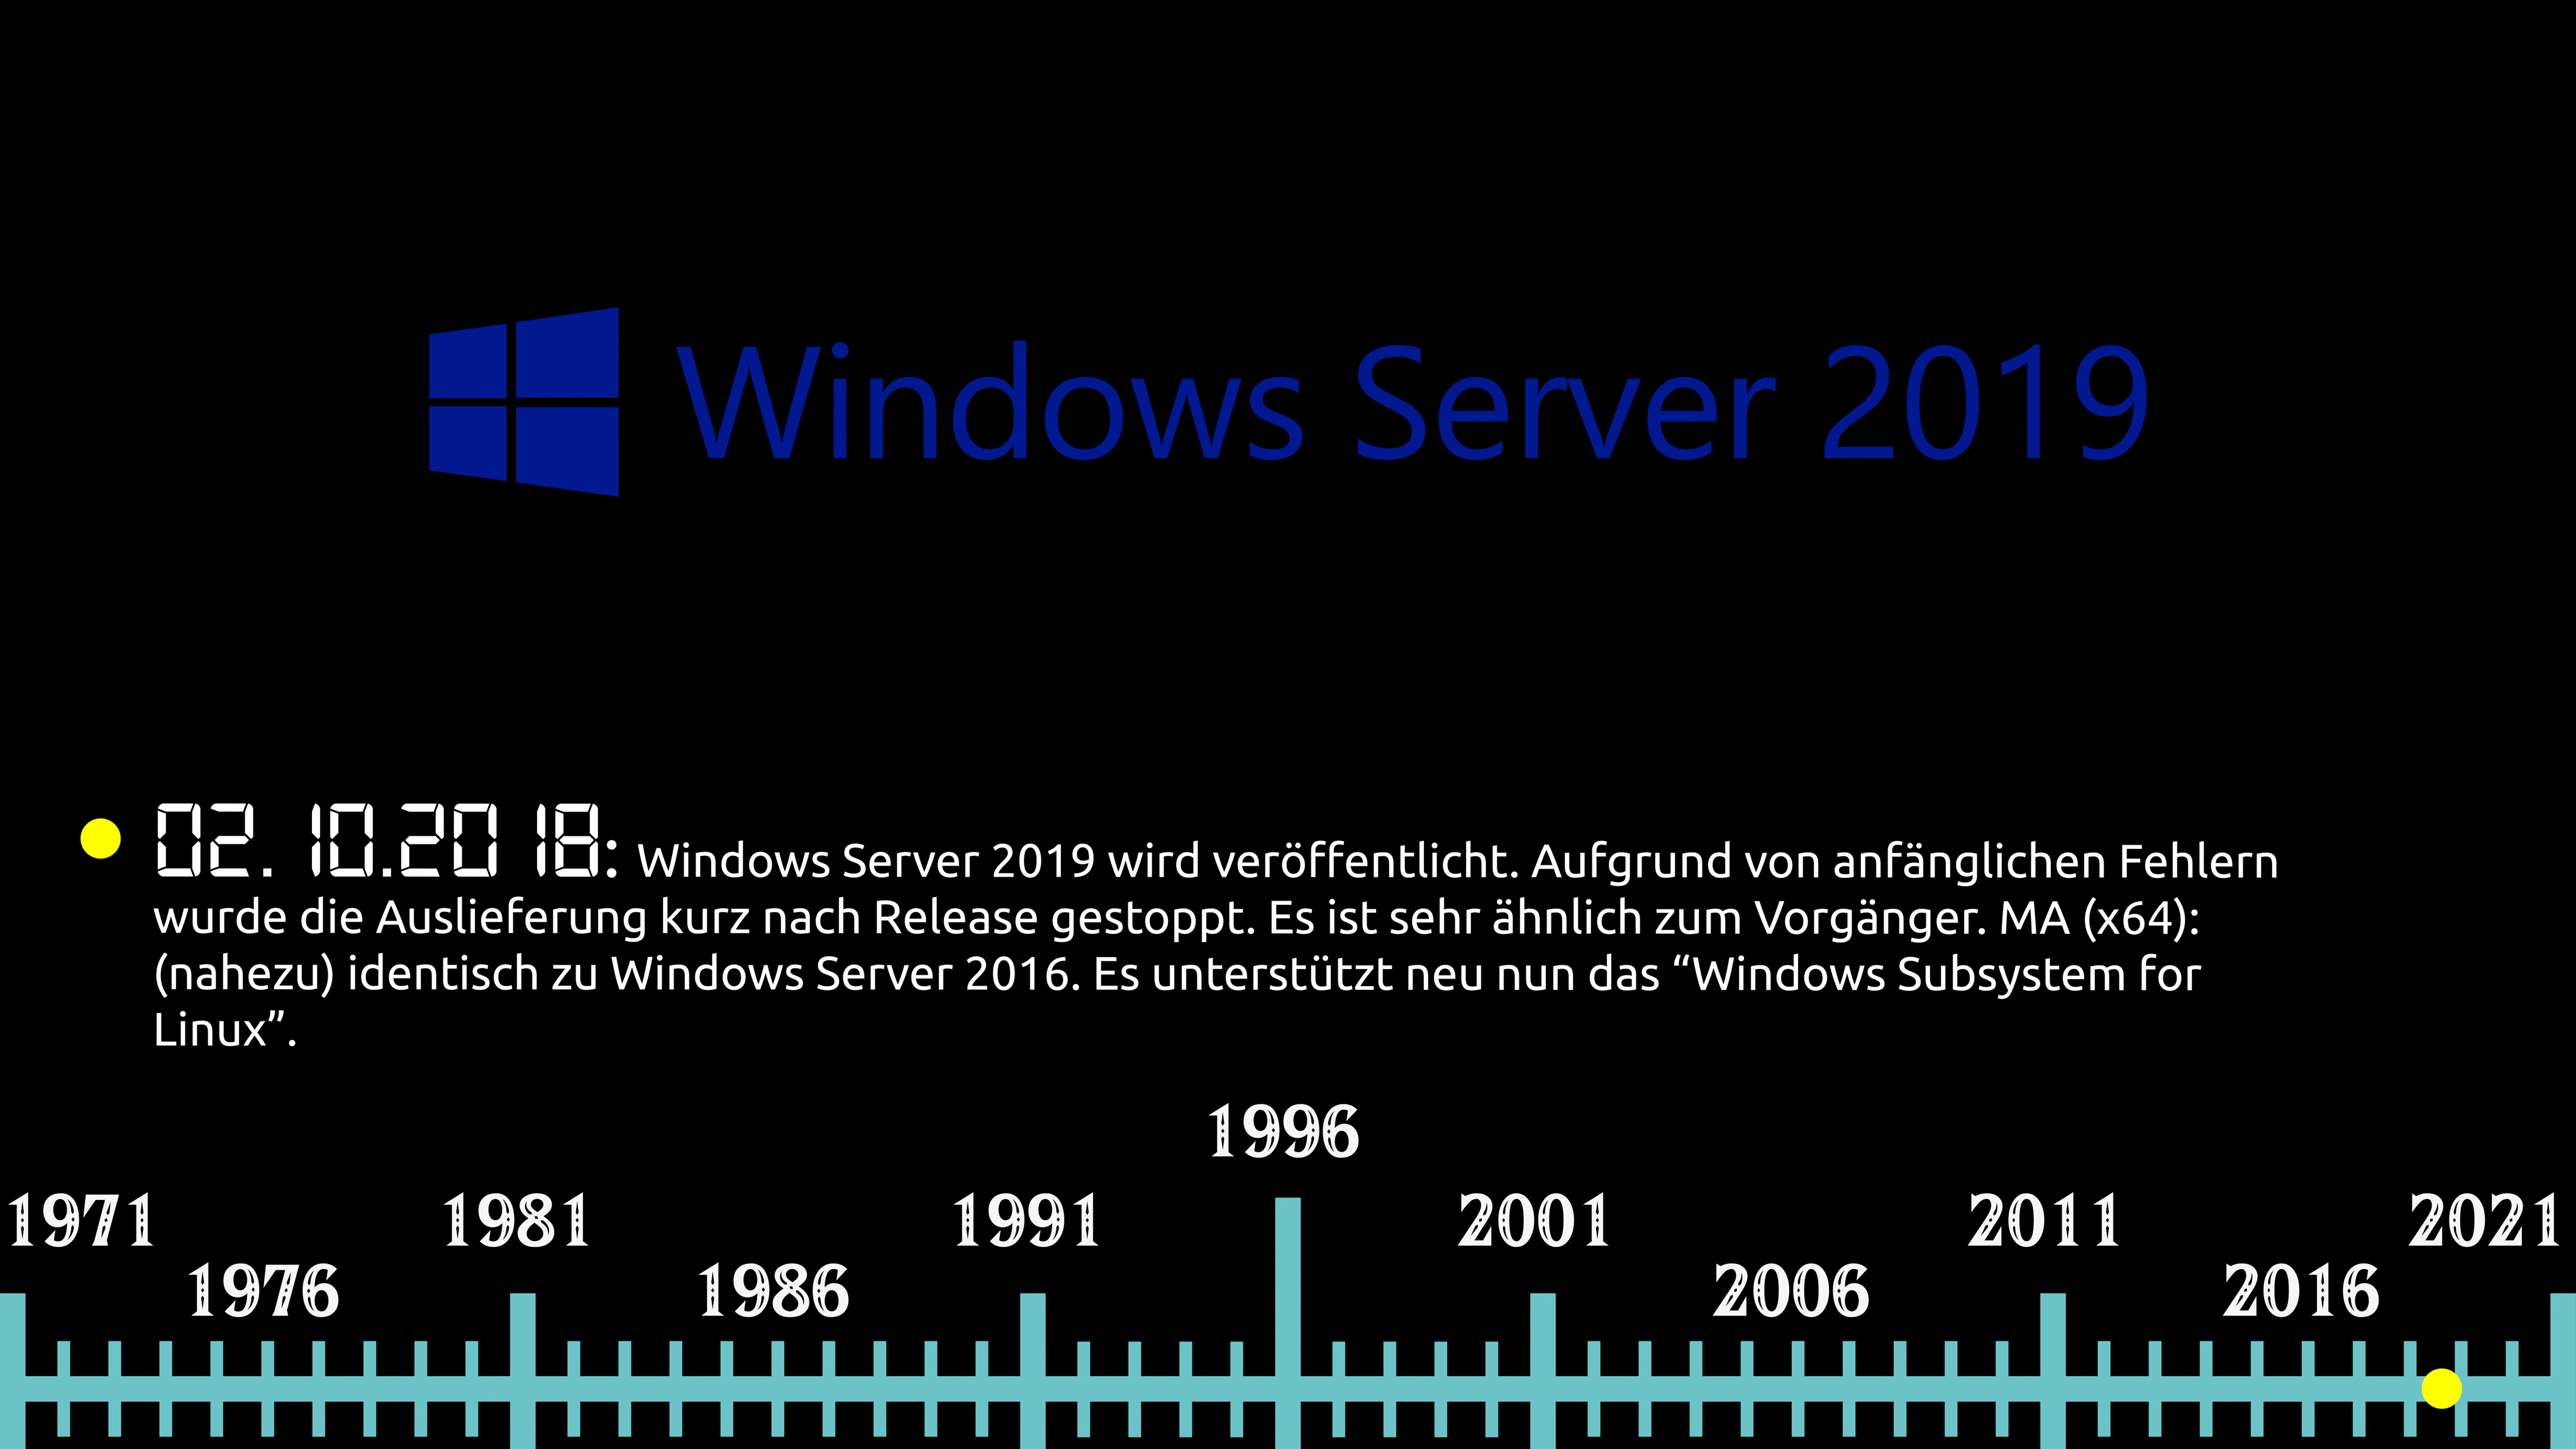 Windows Server 2019
02.10.2018: Windows Server 2019 wird veröffentlicht. Aufgrund von anfänglichen Fehlern
wurde die Auslieferung kurz nach Release gestoppt. Es ist sehr ähnlich zum Vorgänger. MA (x64):
(nahezu) identisch zu Windows Server 2016. Es unterstützt neu nun das “Windows Subsystem for
Linux”.
1996
1971 1981 1991 2001 2011 2021
1976 1986 2006 2016